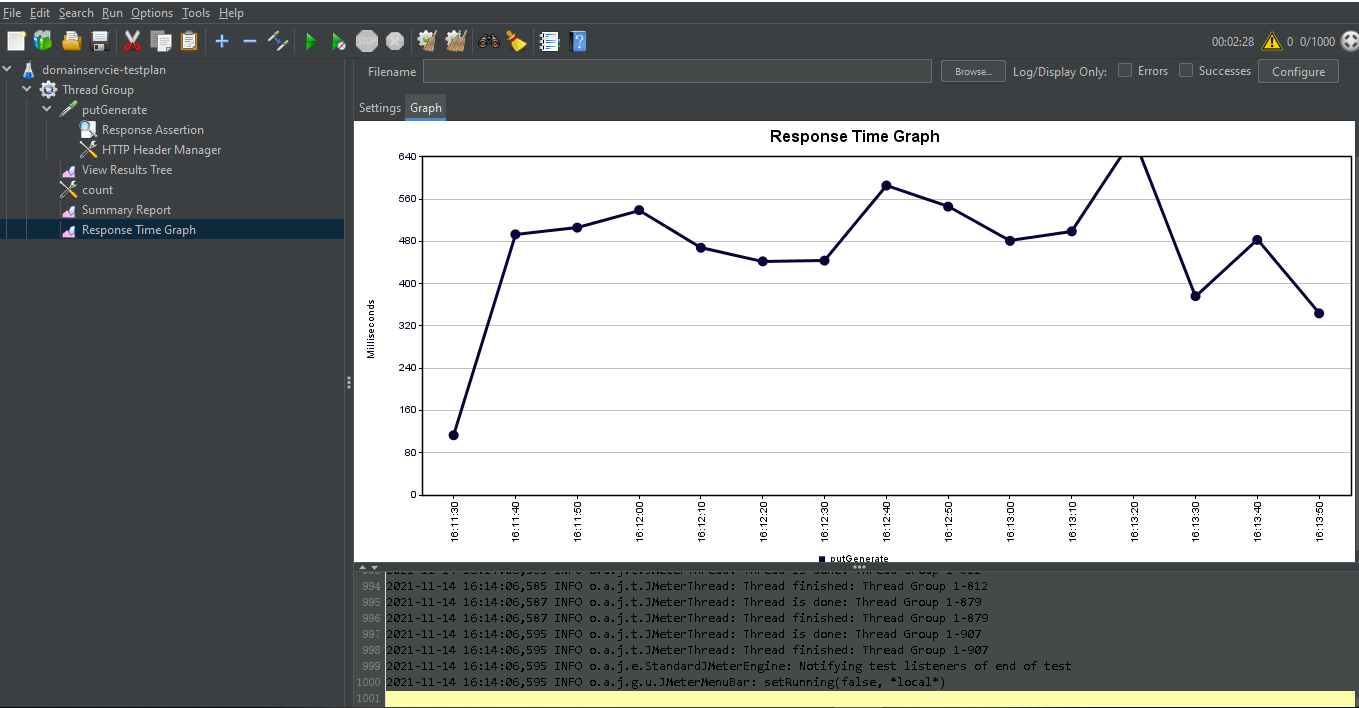 File Edit Search Run Options Tools Help
00:02:28 0 0/1000
domainservcie-testplan
Thread Group
putGenerate
Response Assertion
HTTP Header Manager
View Results Tree
count
Summary Report
Response Time Graph
Filename Browse... Log/Display Only: Errors Successes Configure
Settings Graph
Response Time Graph
Milliseconds
640
560
480
400
320
240
160
80
0
16:11:30 16:11:40 16:11:50 16:12:00 16:12:10 16:12:20 16:12:30 16:12:40 16:12:50 16:13:00 16:13:10 16:13:20 16:13:30 16:13:40 16:13:50
putGenerate
994 2021-11-14 16:14:06,585 INFO o.a.j.t.JMeterThread: Thread finished: Thread Group 1-812
995 2021-11-14 16:14:06,587 INFO o.a.j.t.JMeterThread: Thread is done: Thread Group 1-879
996 2021-11-14 16:14:06,587 INFO o.a.j.t.JMeterThread: Thread finished: Thread Group 1-879
997 2021-11-14 16:14:06,595 INFO o.a.j.t.JMeterThread: Thread is done: Thread Group 1-907
998 2021-11-14 16:14:06,595 INFO o.a.j.t.JMeterThread: Thread finished: Thread Group 1-907
999 2021-11-14 16:14:06,595 INFO o.a.j.e.StandardJMeterEngine: Notifying test listeners of end of test
1000 2021-11-14 16:14:06,595 INFO o.a.j.g.u.JMeterMenuBar: setRunning(false, *local*)
1001